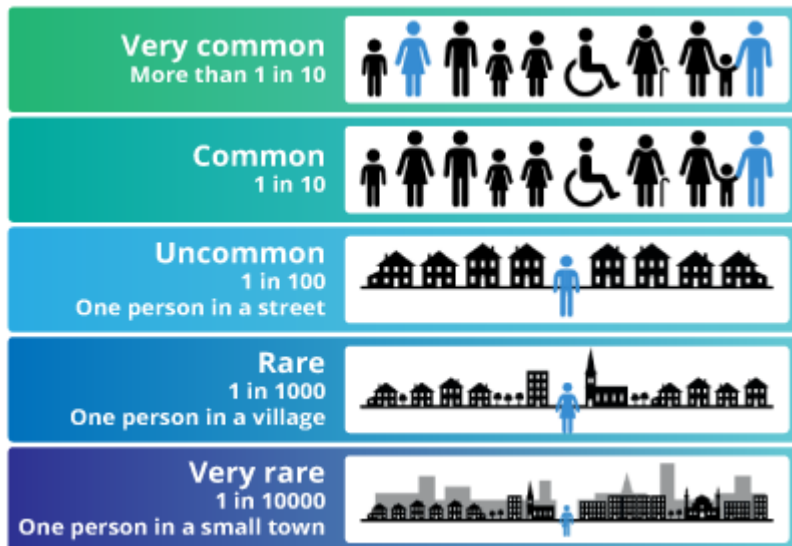 Very common
More than 1 in 10
Common
1 in 10
Uncommon
1 in 100
One person in a street
Rare
1 in 1000
One person in a village
Very rare
1 in 10000
One person in a small town